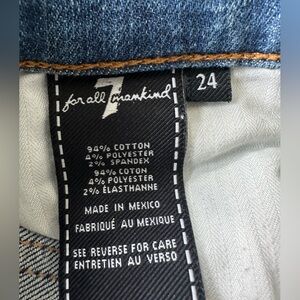 7
for all mankind
24
94% COTTON
4% POLYESTER
2% SPANDEX
94% COTON
4% POLYESTER
2% ÉLASTHANNE
MADE IN MEXICO
FABRIQUÉ AU MEXIQUE
SEE REVERSE FOR CARE
ENTRETIEN AU VERSO